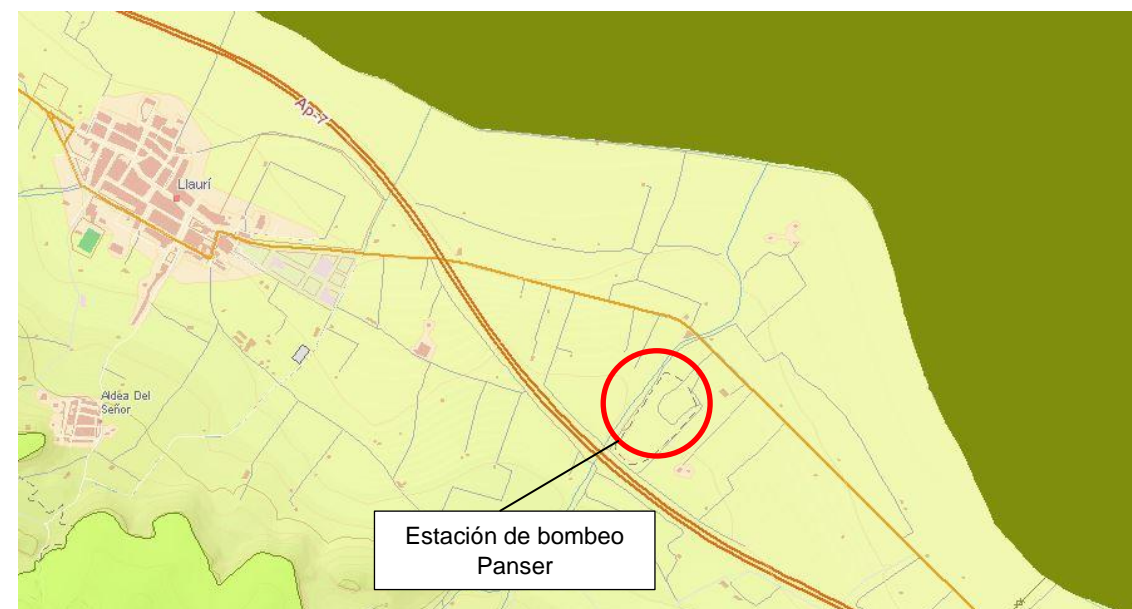 Ap-7
Llaurí
Aldea Del
Señor
Estación de bombeo
Panser